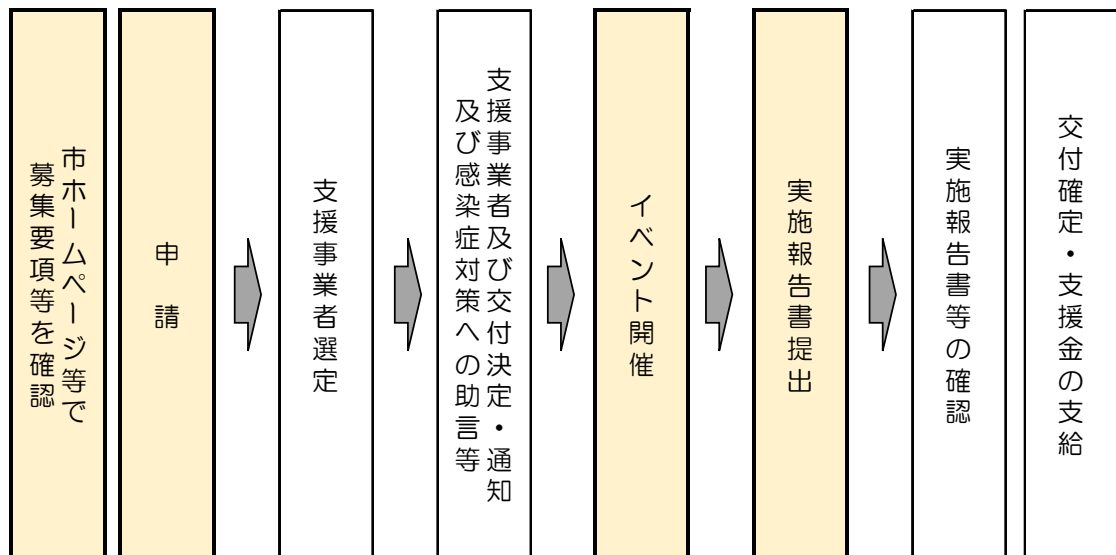 市ホームページ等で
募集要項等を確認
申請
支援事業者選定
支援事業者及び交付決定・通知
及び感染症対策への助言等
イベント開催
実施報告書提出
実施報告書等の確認
交付確定・支援金の支給